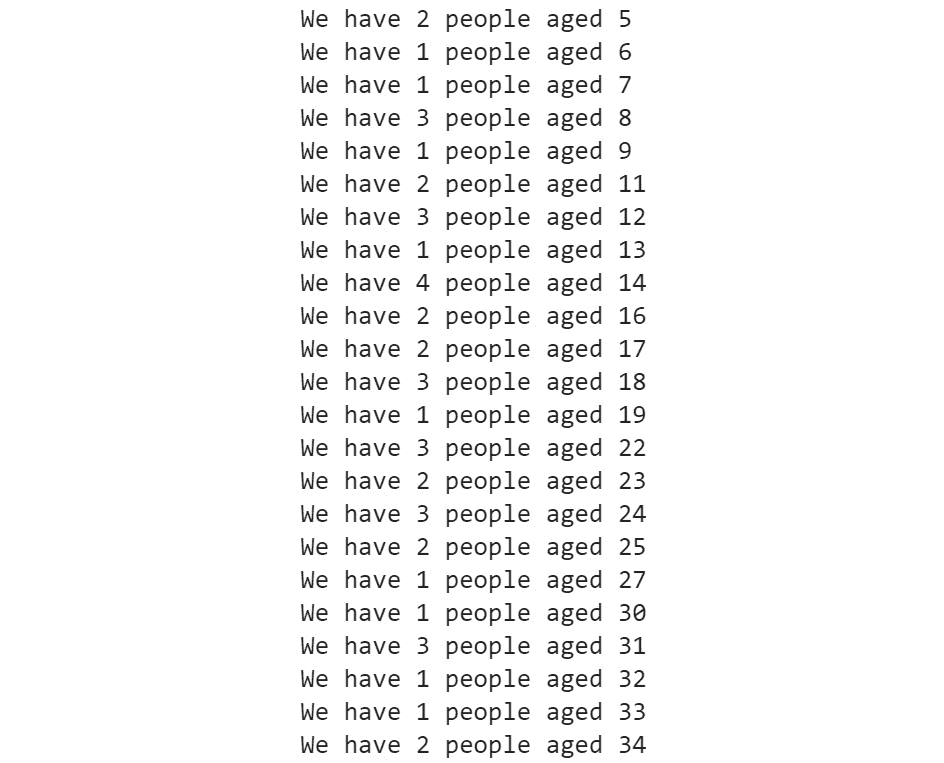 We have 2 people aged 5
We have 1 people aged 6
We have 1 people aged 7
We have 3 people aged 8
We have 1 people aged 9
We have 2 people aged 11
We have 3 people aged 12
We have 1 people aged 13
We have 4 people aged 14
We have 2 people aged 16
We have 2 people aged 17
We have 3 people aged 18
We have 1 people aged 19
We have 3 people aged 22
We have 2 people aged 23
We have 3 people aged 24
We have 2 people aged 25
We have 1 people aged 27
We have 1 people aged 30
We have 3 people aged 31
We have 1 people aged 32
We have 1 people aged 33
We have 2 people aged 34